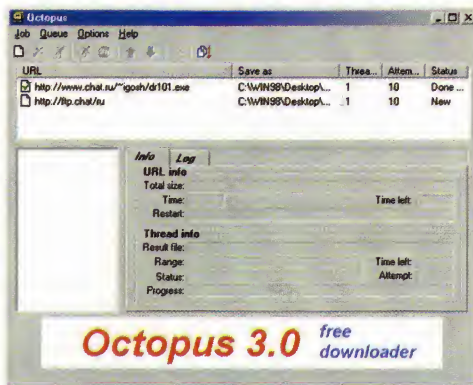 Octopus
Job Queue Options Help
URL Save as Threa... Attem... Status
http://www.chat.ru/~igosh/dr101.exe C:\WIN98\Desktop\... 1 10 Done ...
http://ftp.chat/ru C:\WIN98\Desktop\... 1 10 New
Info Log
URL info
Total size:
Time: Time left:
Restart:
Thread info
Result file:
Range: Time left:
Status: Attempt:
Progress:
Octopus 3.0 free
downloader